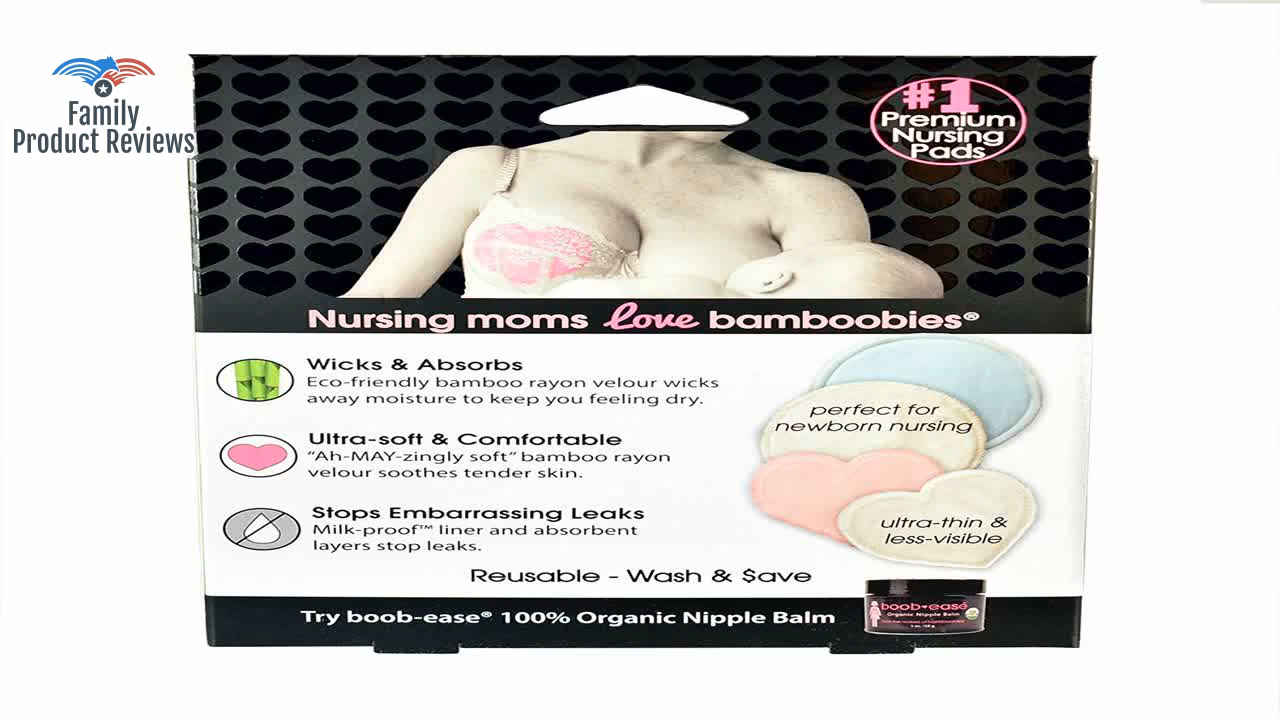 Family
Product Reviews
#1
Premium
Nursing
Pads
Nursing moms love bamboobies®
Wicks & Absorbs
Eco-friendly bamboo rayon velour wicks
away moisture to keep you feeling dry.
Ultra-soft & Comfortable
"Ah-MAY-zingly soft" bamboo rayon
velour soothes tender skin.
Stops Embarrassing Leaks
Milk-proof™ liner and absorbent
layers stop leaks.
perfect for
newborn nursing
ultra-thin &
less-visible
Reusable - Wash & $ave
Try boob-ease® 100% Organic Nipple Balm
boob♥ease
Organic Nipple Balm